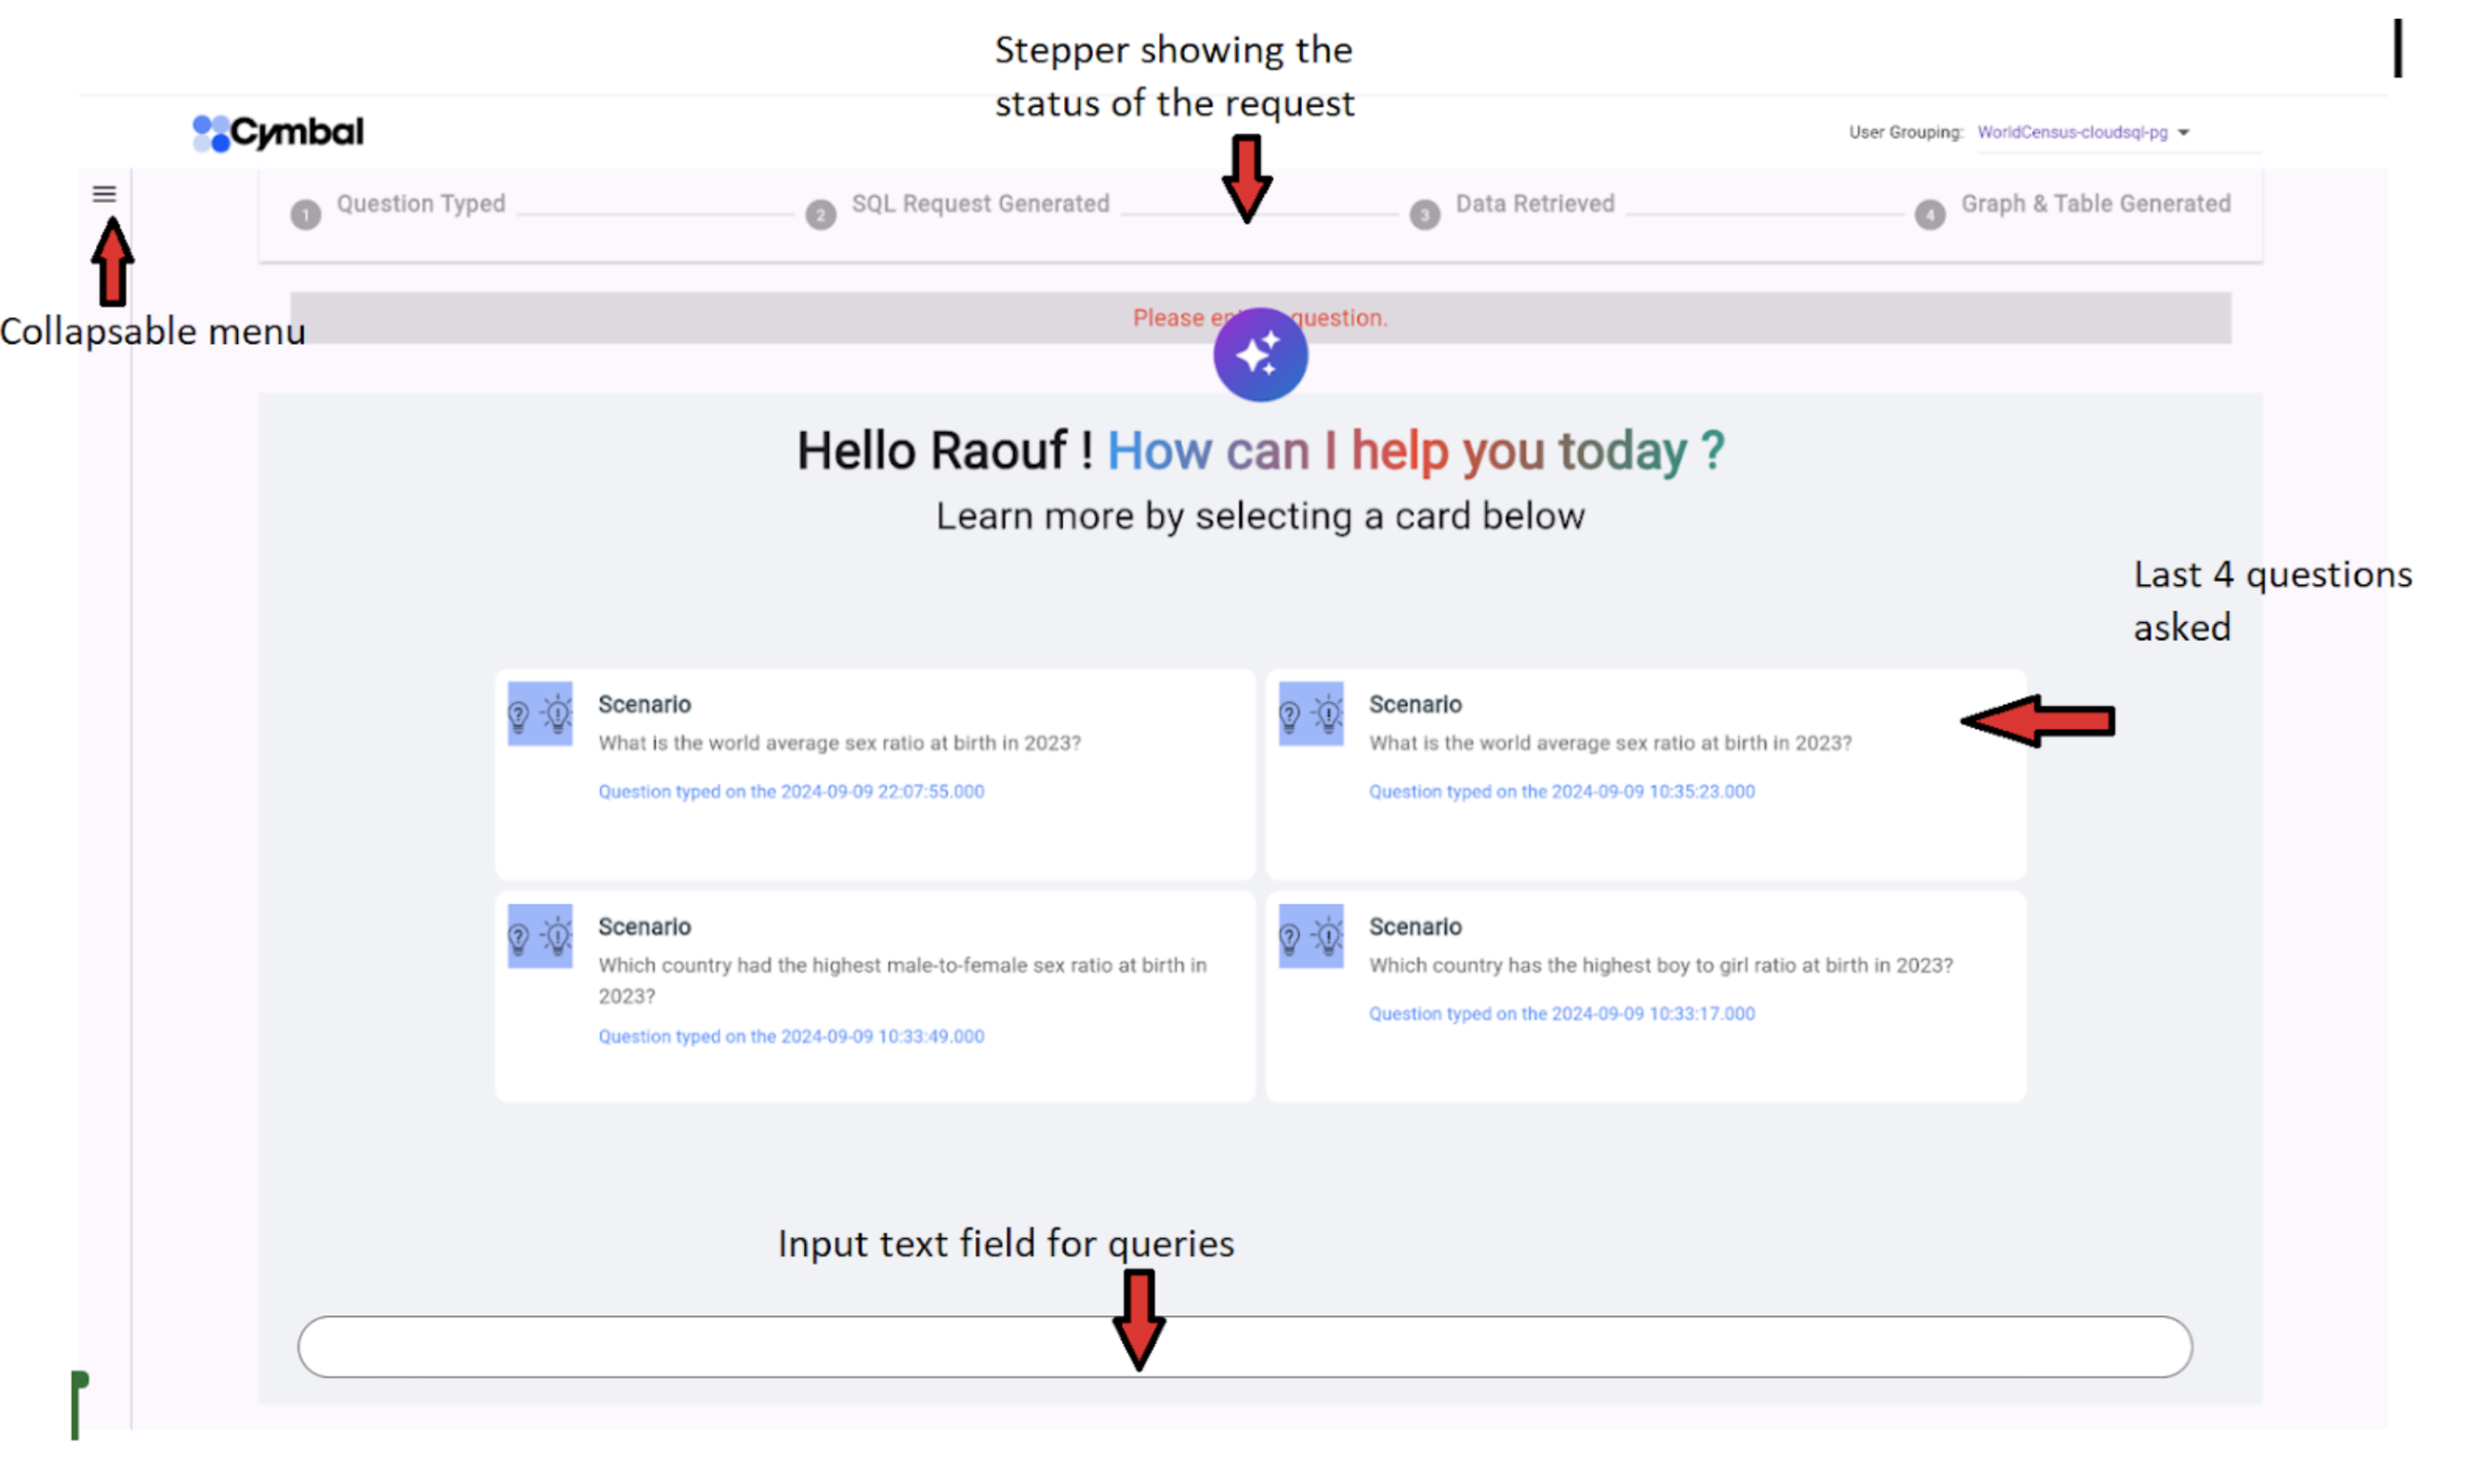 Stepper showing the
status of the request
Cymbal
User Grouping: WorldCensus-cloudsql-pg
1 Question Typed 2 SQL Request Generated 3 Data Retrieved 4 Graph & Table Generated
Collapsable menu
Please en question.
Hello Raouf ! How can I help you today ?
Learn more by selecting a card below
Last 4 questions
asked
Scenario
What is the world average sex ratio at birth in 2023?
Question typed on the 2024-09-09 22:07:55.000
Scenario
What is the world average sex ratio at birth in 2023?
Question typed on the 2024-09-09 10:35:23.000
Scenario
Which country had the highest male-to-female sex ratio at birth in
2023?
Question typed on the 2024-09-09 10:33:49.000
Scenario
Which country has the highest boy to girl ratio at birth in 2023?
Question typed on the 2024-09-09 10:33:17.000
Input text field for queries